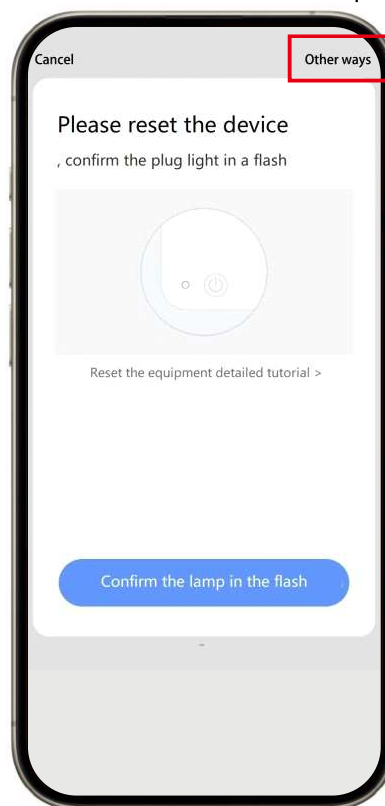 Cancel
Other ways
Please reset the device
, confirm the plug light in a flash
Reset the equipment detailed tutorial >
Confirm the lamp in the flash